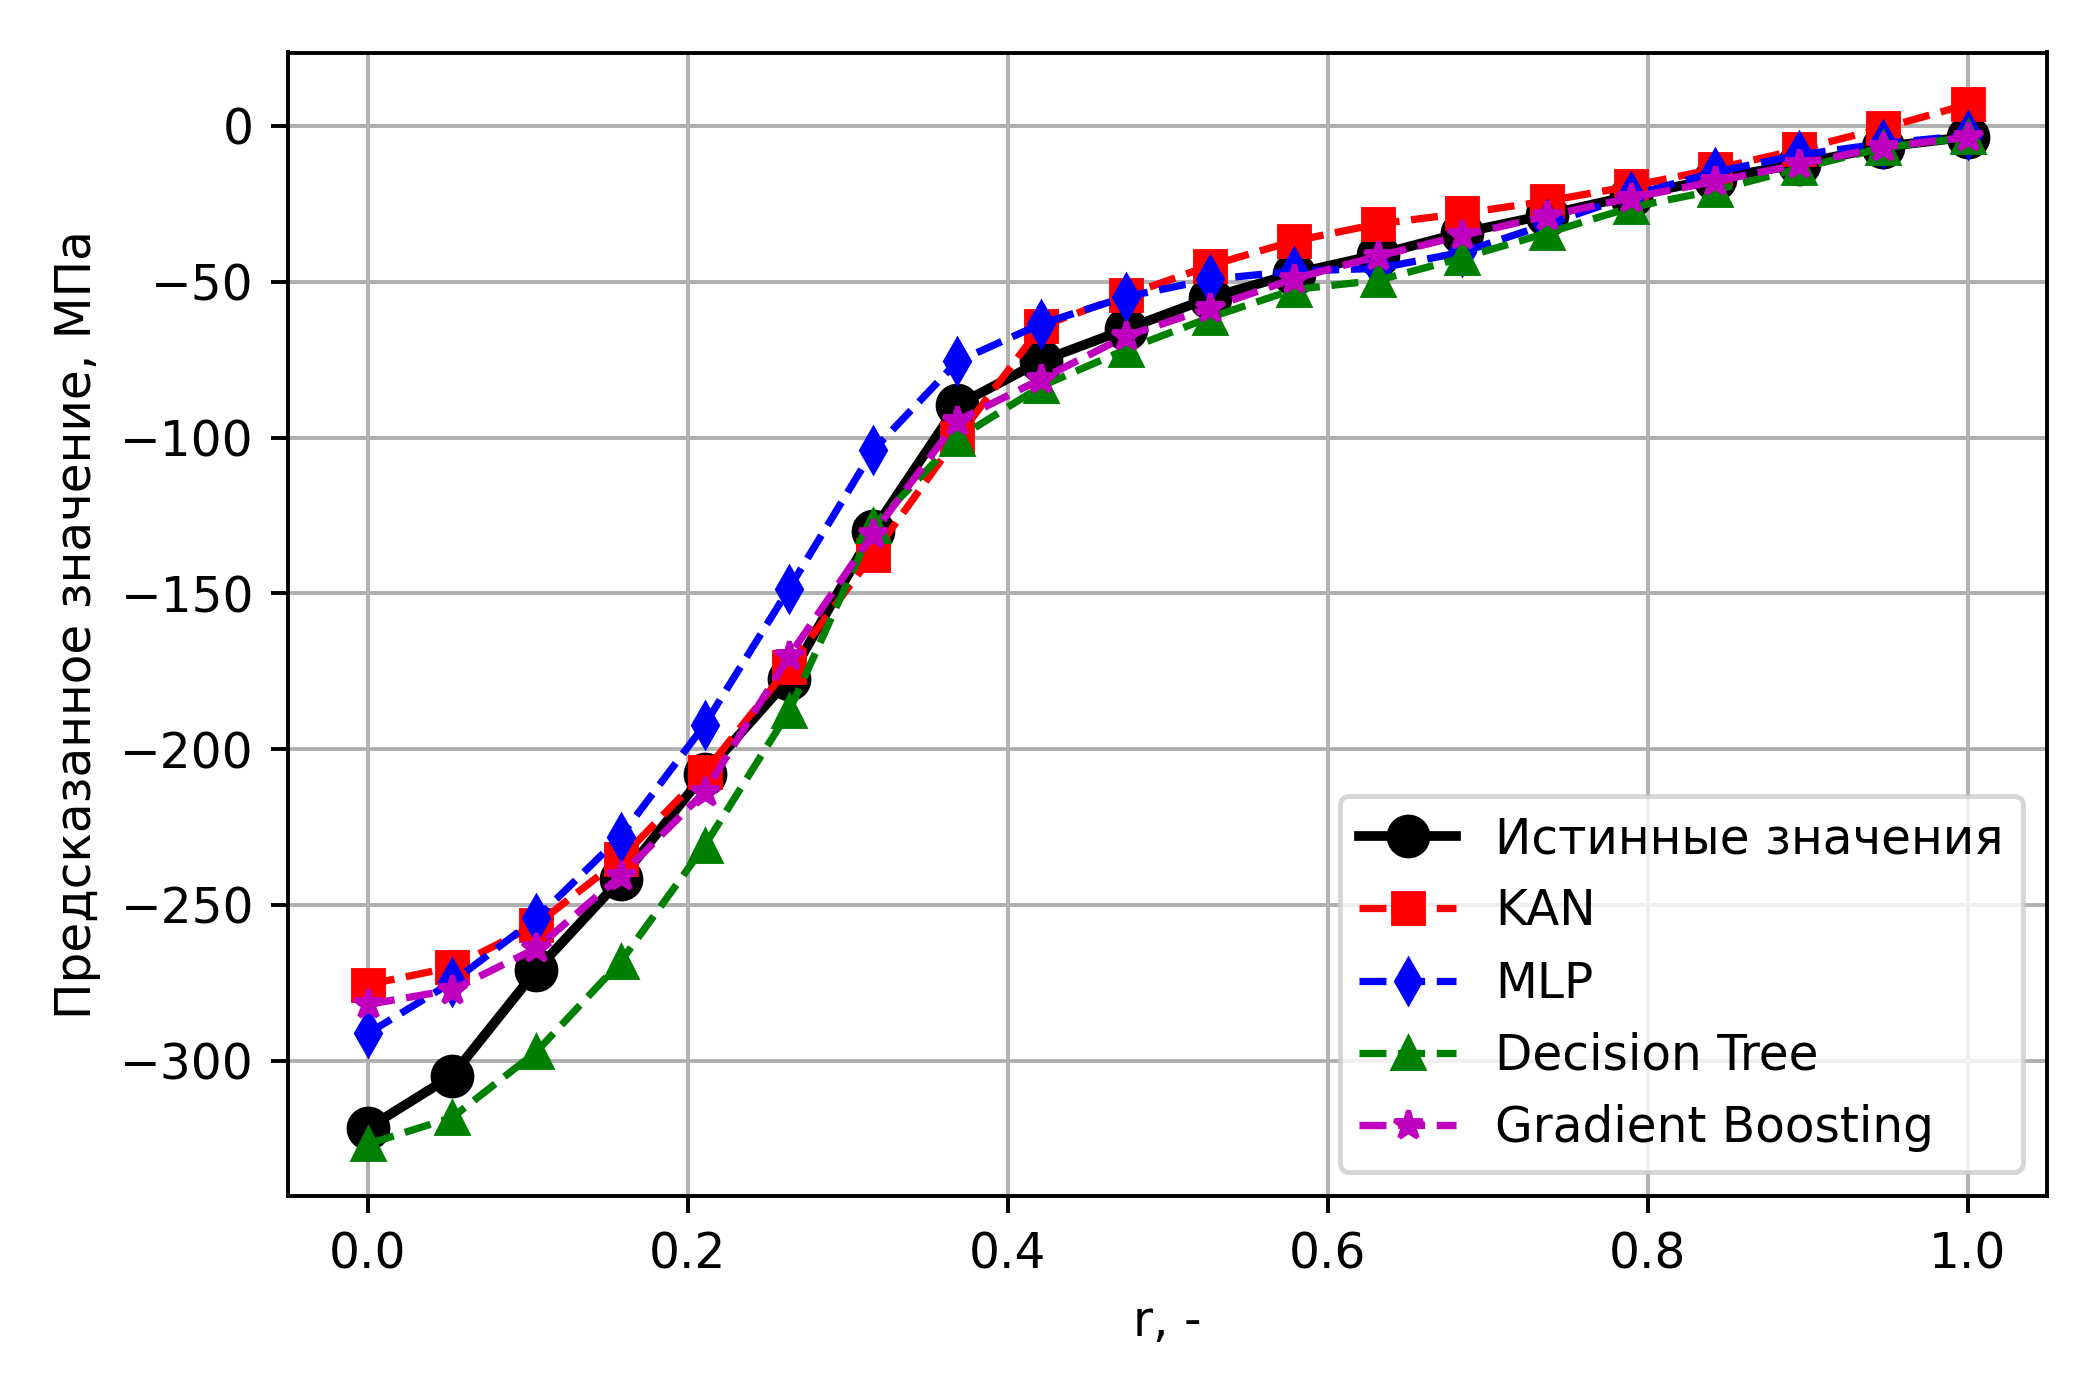 Предсказанное значение, МПа
0
−50
−100
−150
−200
−250
−300
0.0 0.2 0.4 0.6 0.8 1.0
r, -
Истинные значения
KAN
MLP
Decision Tree
Gradient Boosting